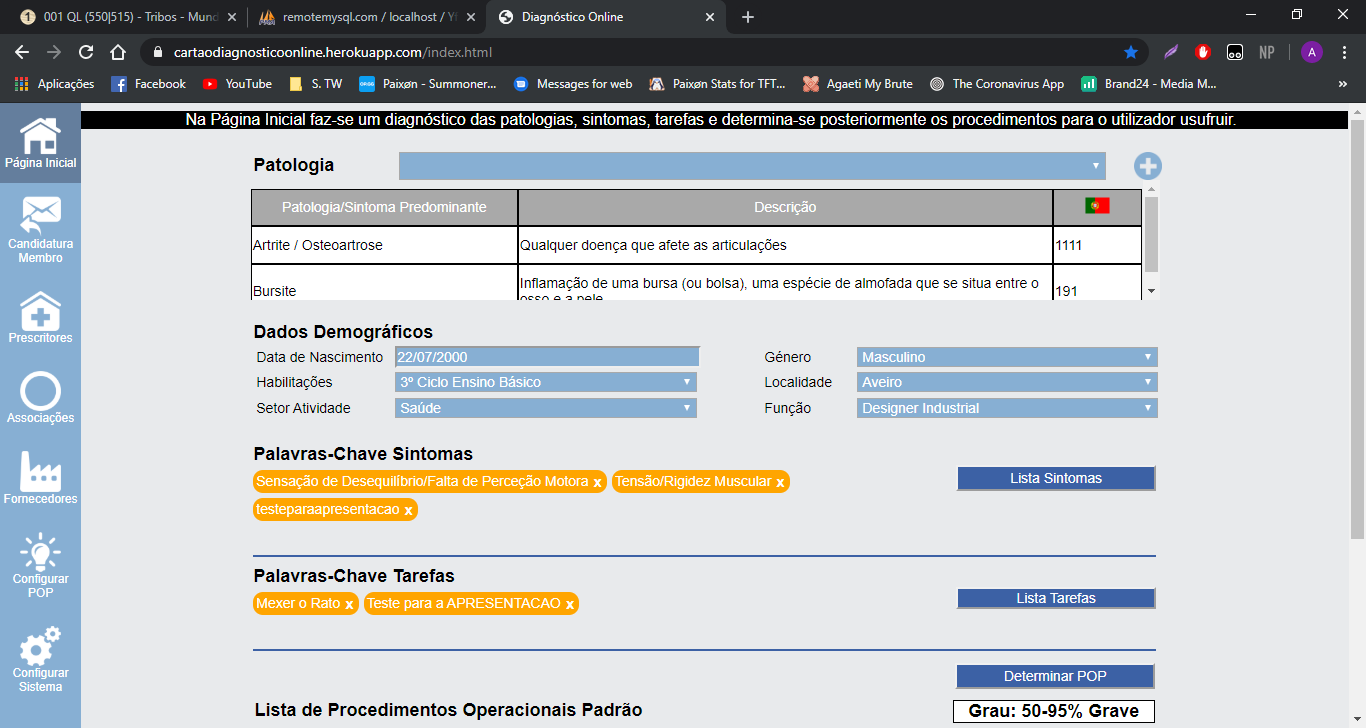 001 QL (550|515) - Tribos - Mund
remotemysql.com / localhost / Yf
Diagnóstico Online
cartaodiagnosticoonline.herokuapp.com/index.html
NP
A
Aplicações
Facebook
YouTube
S. TW
Paixøn - Summoner...
Messages for web
Paixøn Stats for TFT...
Agaeti My Brute
The Coronavirus App
Brand24 - Media M...
»
Na Página Inicial faz-se um diagnóstico das patologias, sintomas, tarefas e determina-se posteriormente os procedimentos para o utilizador usufruir.
Página Inicial
Candidatura
Membro
Prescritores
Associações
Fornecedores
Configurar
POP
Configurar
Sistema
Patologia
Patologia/Sintoma Predominante Descrição
Artrite / Osteoartrose Qualquer doença que afete as articulações 1111
Bursite Inflamação de uma bursa (ou bolsa), uma espécie de almofada que se situa entre o
osso e a pele 191
Dados Demográficos
Data de Nascimento 22/07/2000 Género Masculino
Habilitações 3º Ciclo Ensino Básico Localidade Aveiro
Setor Atividade Saúde Função Designer Industrial
Palavras-Chave Sintomas
Sensação de Desequilíbrio/Falta de Perceção Motora x Tensão/Rigidez Muscular x
testeparaapresentacao x
Lista Sintomas
Palavras-Chave Tarefas
Mexer o Rato x Teste para a APRESENTACAO x
Lista Tarefas
Determinar POP
Lista de Procedimentos Operacionais Padrão
Grau: 50-95% Grave